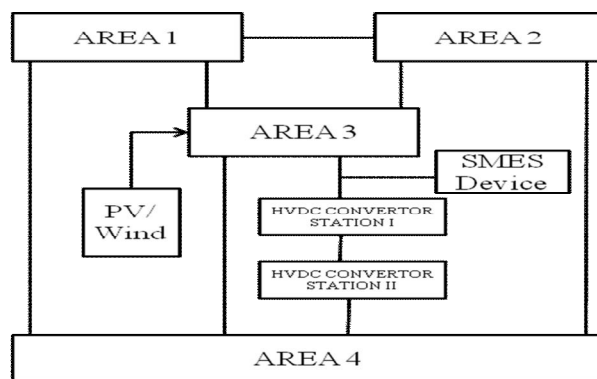 AREA 1
AREA 2
AREA 3
SMES
Device
PV/
Wind
HVDC CONVERTOR
STATION I
HVDC CONVERTOR
STATION II
AREA 4